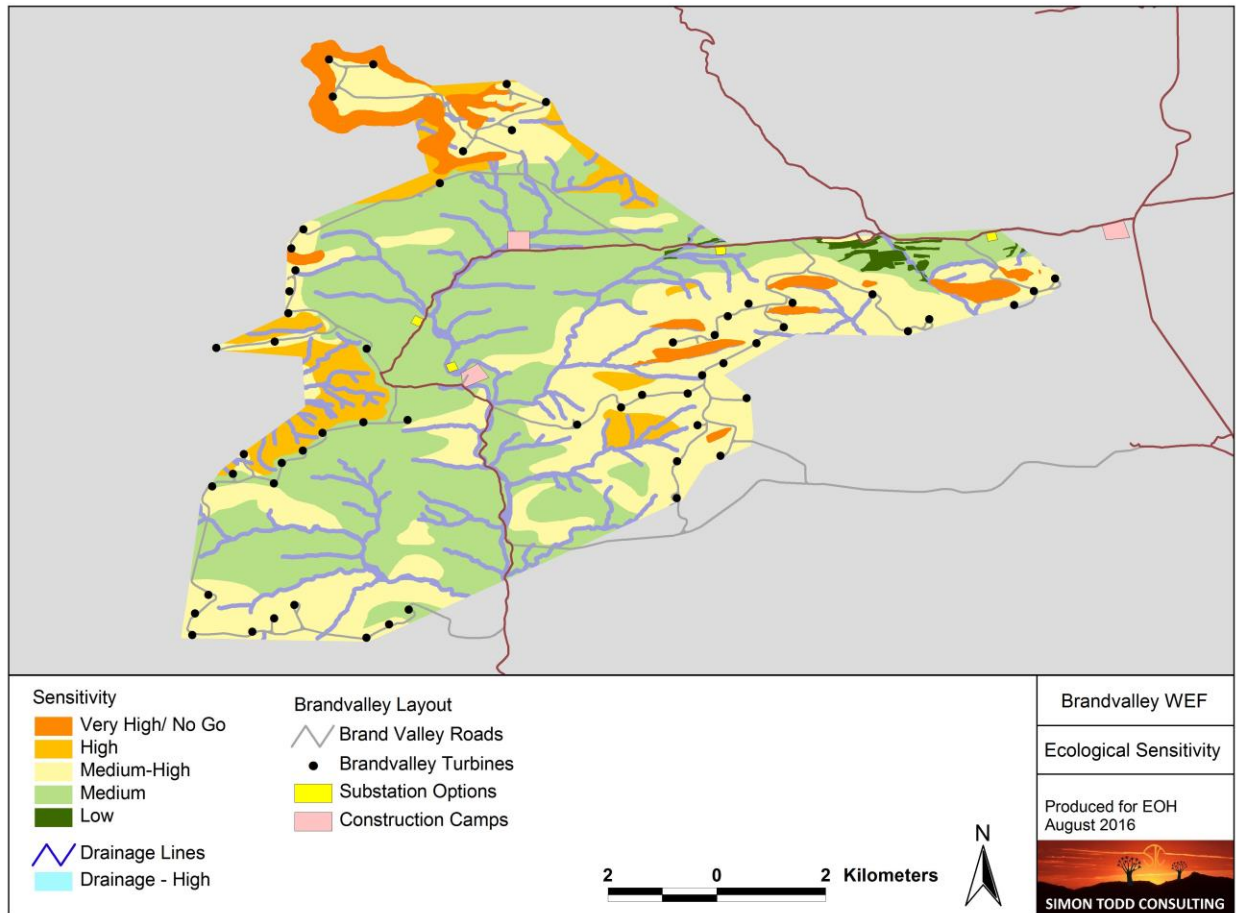 Sensitivity
Very High/ No Go
High
Medium-High
Medium
Low
Drainage Lines
Drainage - High
Brandvalley Layout
Brand Valley Roads
Brandvalley Turbines
Substation Options
Construction Camps
2 0 2 Kilometers
N
Brandvalley WEF
Ecological Sensitivity
Produced for EOH
August 2016
SIMON TODD CONSULTING